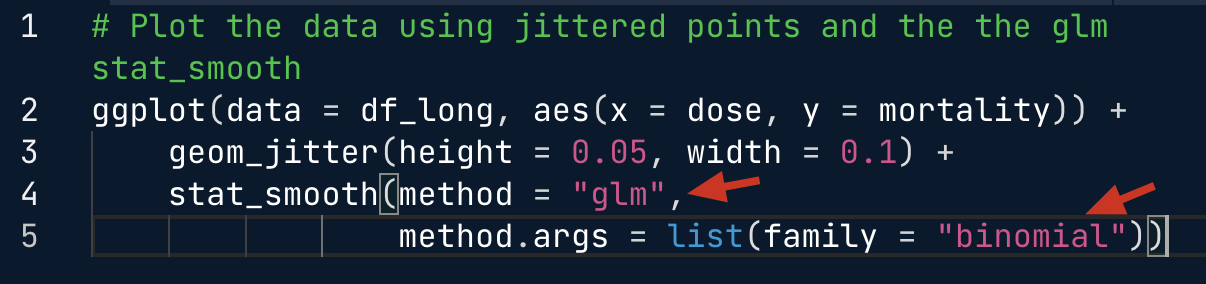 1 # Plot the data using jittered points and the the glm
stat_smooth
2 ggplot(data = df_long, aes(x = dose, y = mortality)) +
3     geom_jitter(height = 0.05, width = 0.1) +
4     stat_smooth(method = "glm",
5                 method.args = list(family = "binomial"))